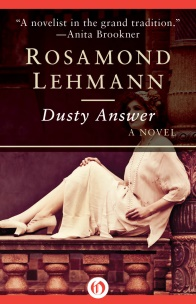 “A novelist in the grand tradition.”
—Anita Brookner
ROSAMOND
LEHMANN
Dusty Answer
A NOVEL